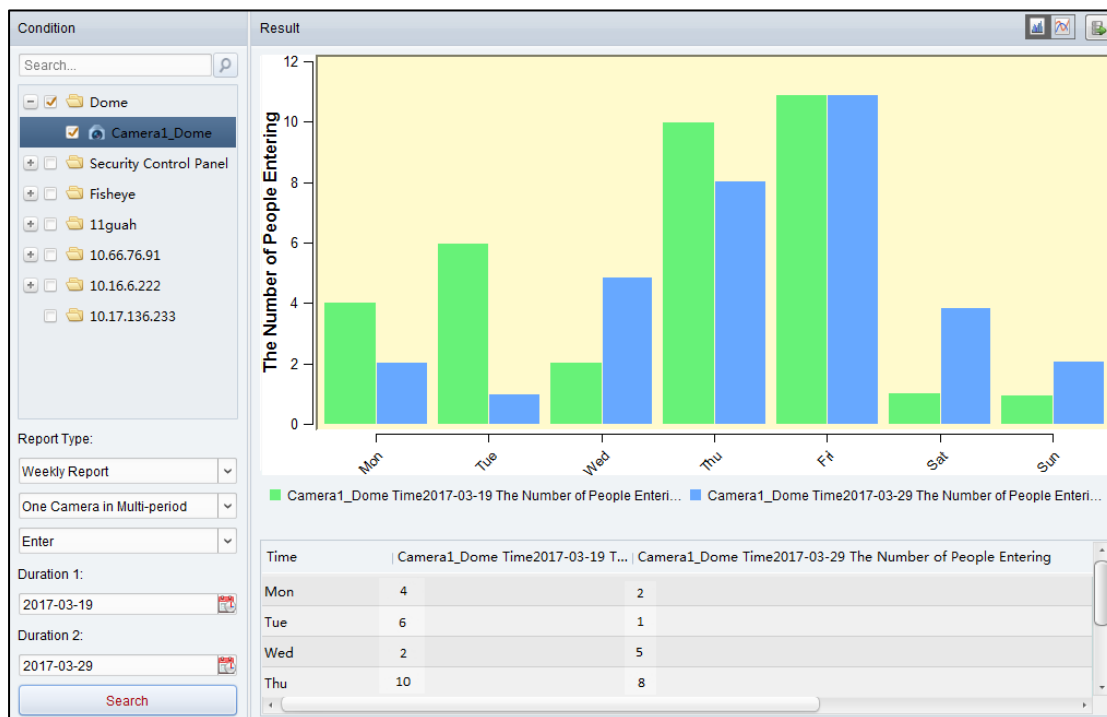 Condition
Search...
Dome
Camera1_Dome
Security Control Panel
Fisheye
11guah
10.66.76.91
10.16.6.222
10.17.136.233
Report Type:
Weekly Report
One Camera in Multi-period
Enter
Duration 1:
2017-03-19
Duration 2:
2017-03-29
Search
Result
The Number of People Entering
12
10
8
6
4
2
0
Mon Tue Wed Thu Fri Sat Sun
Camera1_Dome Time2017-03-19 The Number of People Enteri... Camera1_Dome Time2017-03-29 The Number of People Enteri...
Time Camera1_Dome Time2017-03-19 T... Camera1_Dome Time2017-03-29 The Number of People Entering
Mon 4 2
Tue 6 1
Wed 2 5
Thu 10 8